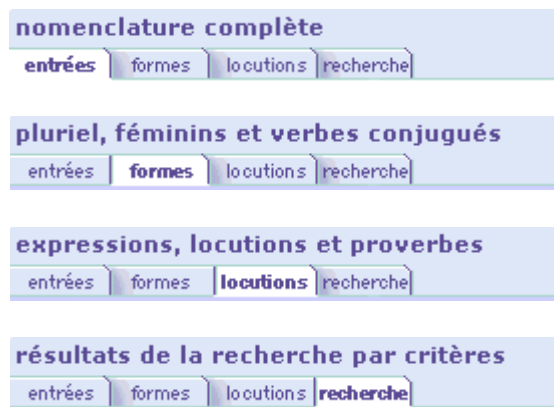 nomenclature complète
entrées formes locutions recherche
pluriel, féminins et verbes conjugués
entrées formes locutions recherche
expressions, locutions et proverbes
entrées formes locutions recherche
résultats de la recherche par critères
entrées formes locutions recherche